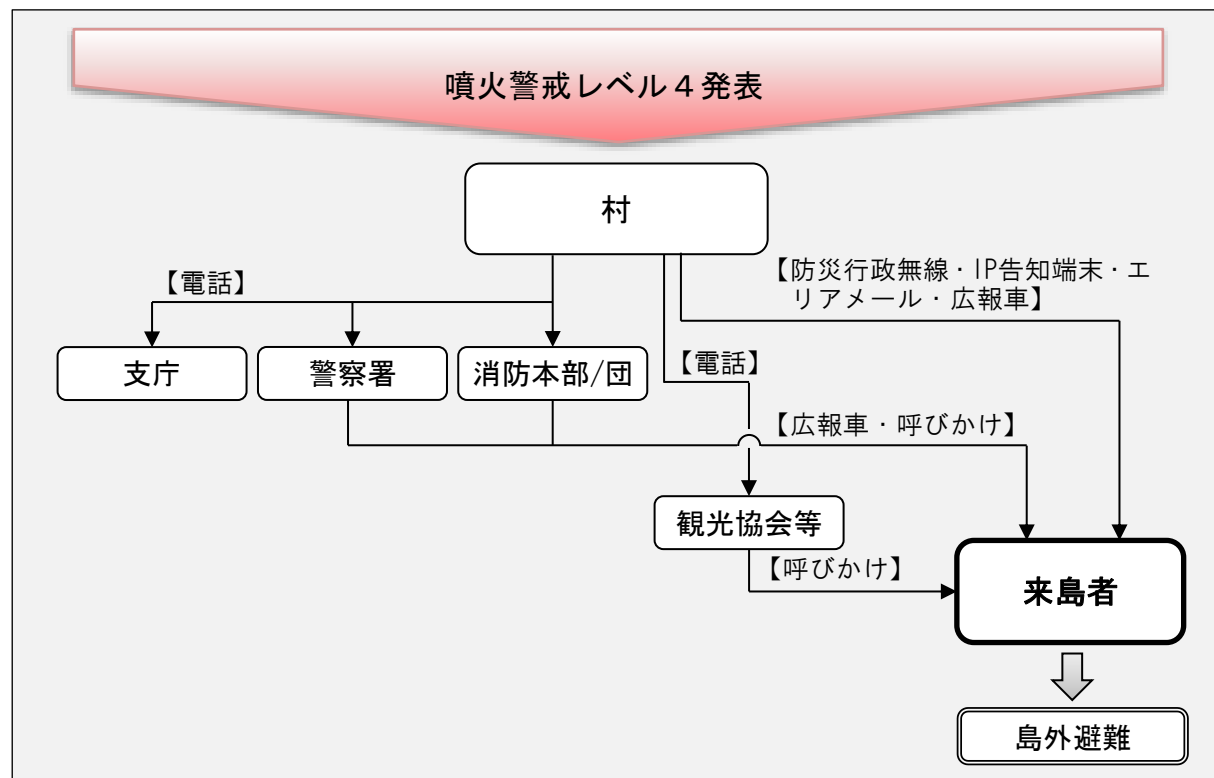 噴火警戒レベル４発表
村
【電話】
【防災行政無線・IP告知端末・エ
リアメール・広報車】
支庁
警察署
消防本部/団
【電話】
【広報車・呼びかけ】
観光協会等
【呼びかけ】
来島者
島外避難